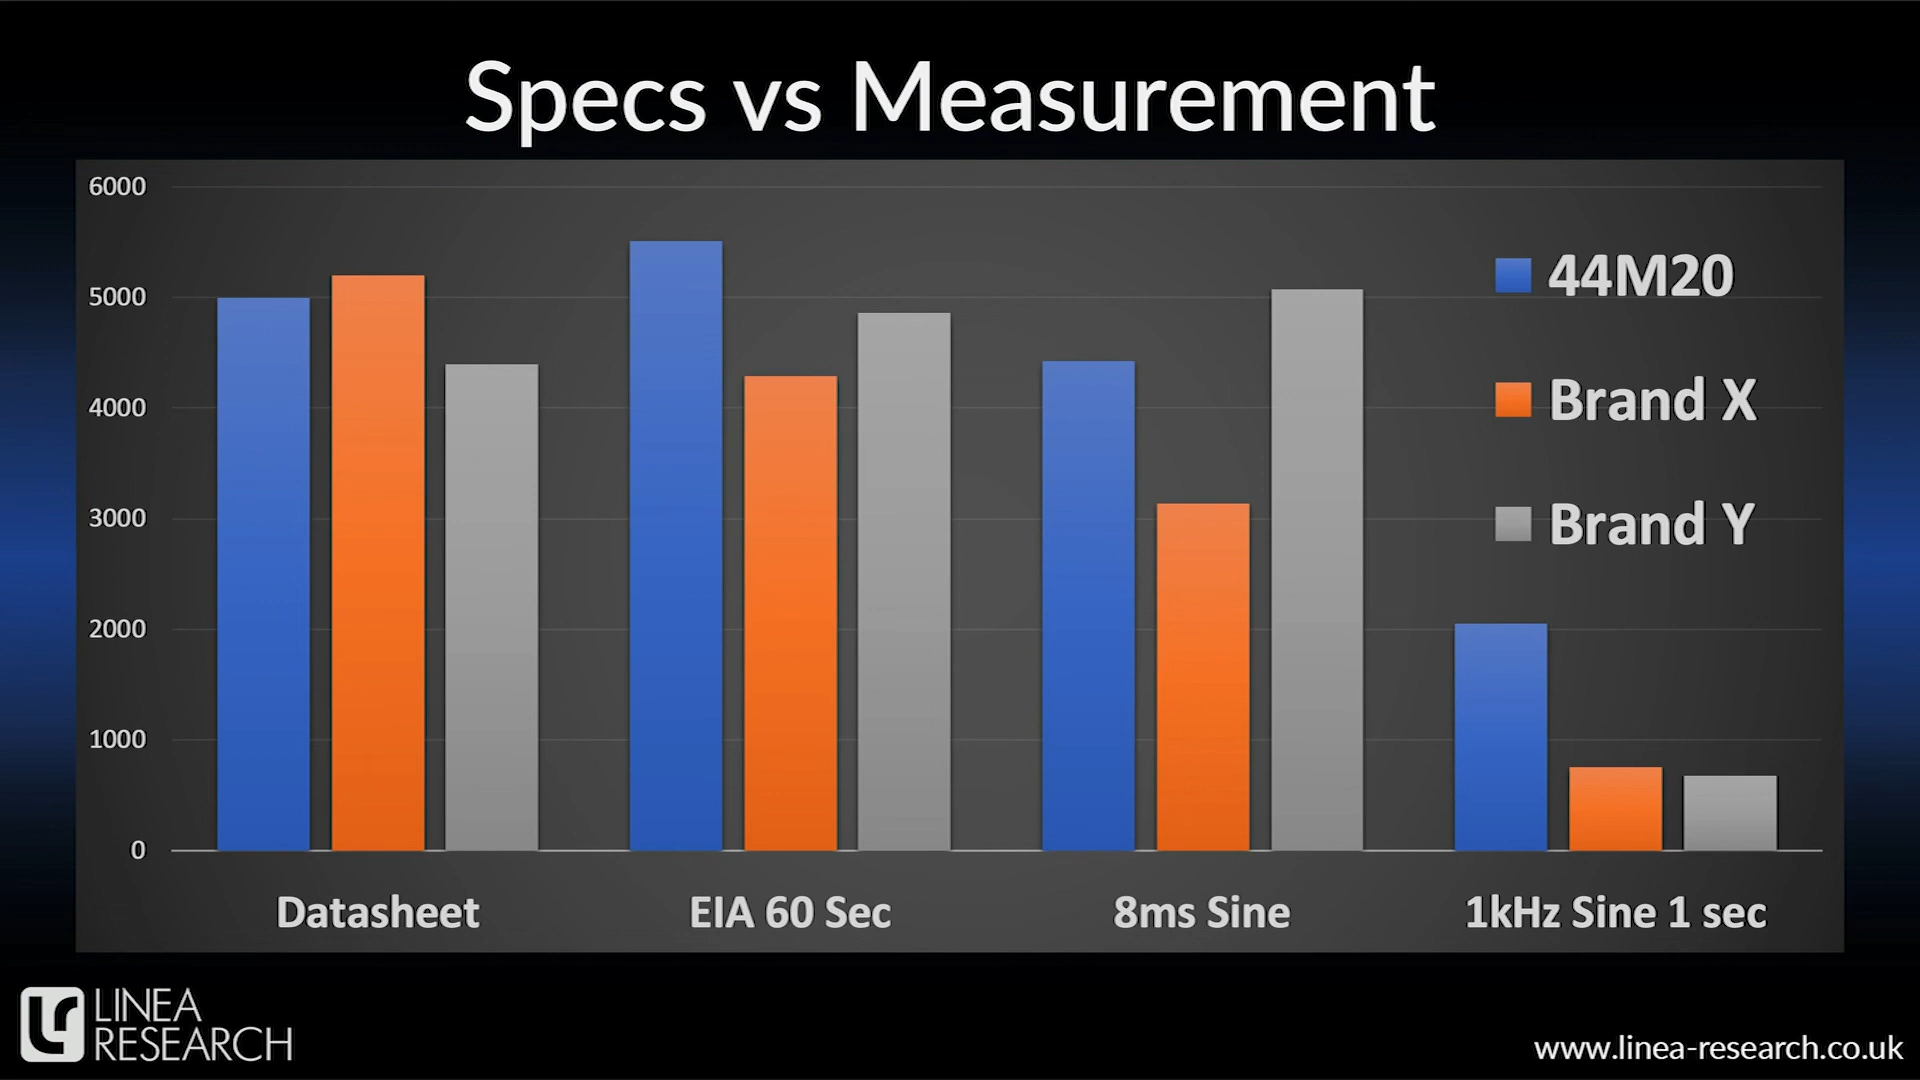 Specs vs Measurement
6000
5000
4000
3000
2000
1000
0
44M20
Brand X
Brand Y
Datasheet
EIA 60 Sec
8ms Sine
1kHz Sine 1 sec
LINEA
RESEARCH
www.linea-research.co.uk